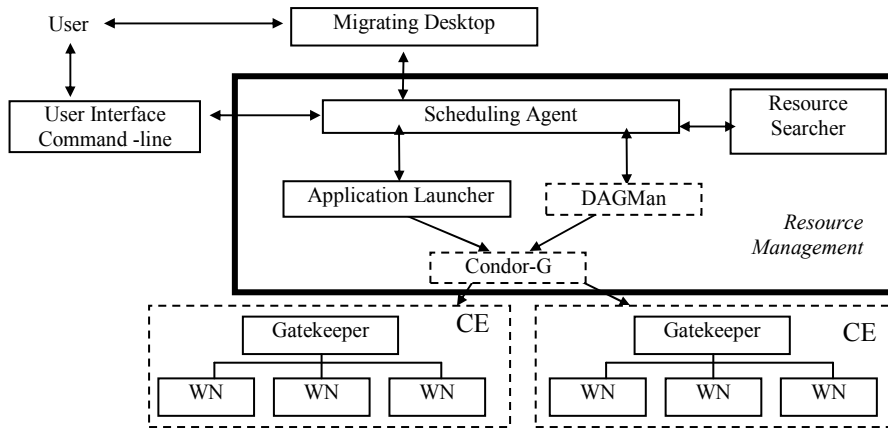 User
Migrating Desktop
User Interface
Command -line
Scheduling Agent
Resource
Searcher
Application Launcher
DAGMan
Resource
Management
Condor-G
CE
Gatekeeper
WN
WN
WN
CE
Gatekeeper
WN
WN
WN